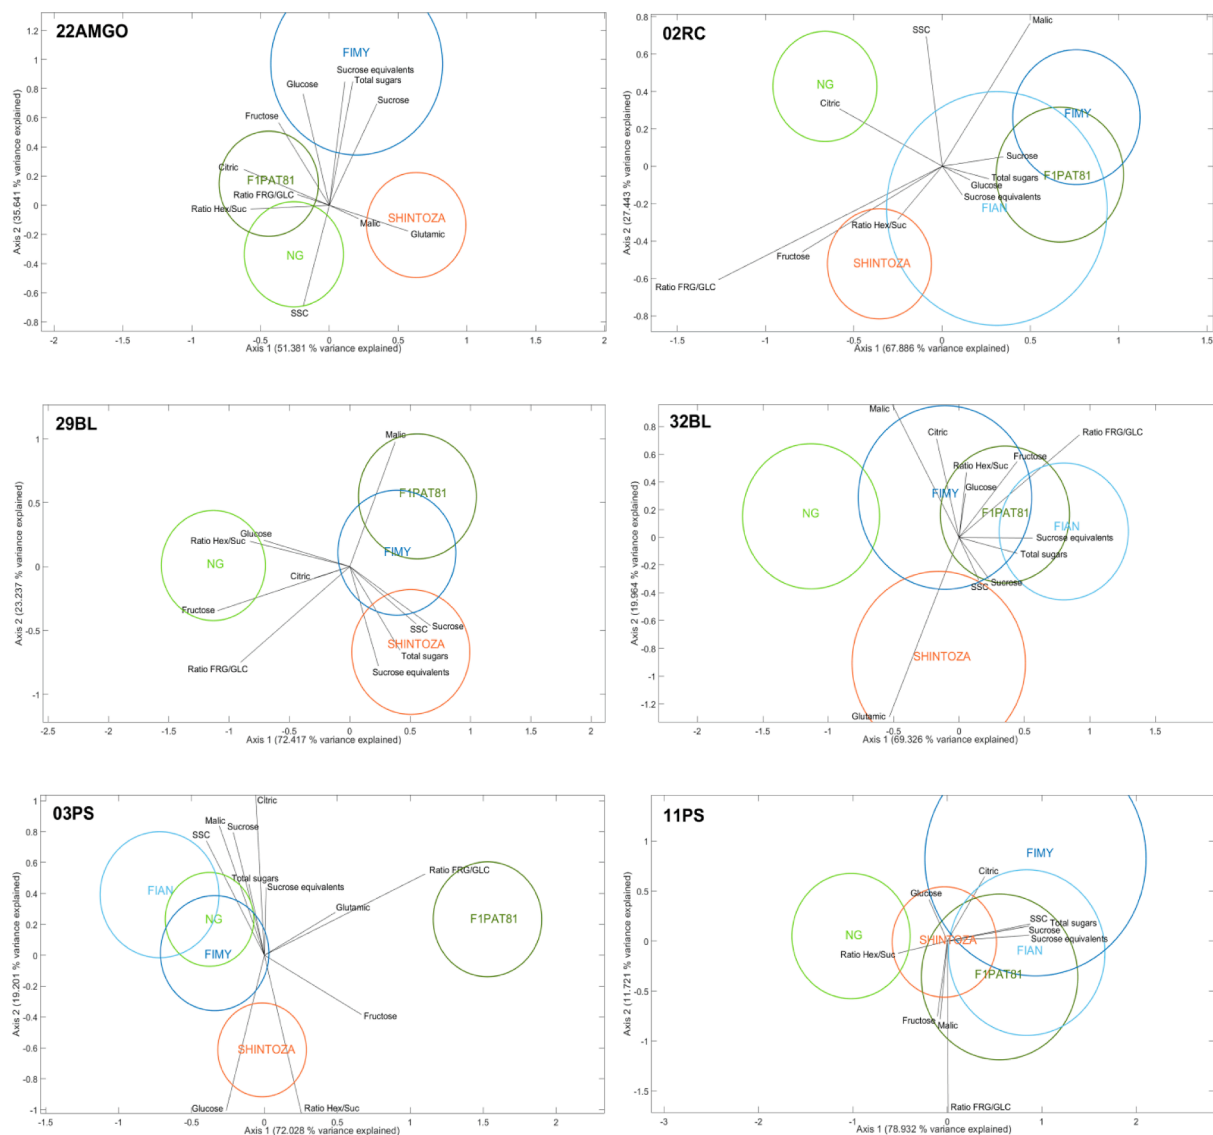 22AMGO
1.2
1
0.8
0.6
0.4
0.2
0
-0.2
-0.4
-0.6
-0.8
Axis 2 (35.641 % variance explained)
FIMY
Sucrose equivalents
Total sugars
Glucose
Sucrose
Fructose
Citric
F1PAT81
Ratio FRG/GLC
Ratio Hex/Suc
SHINTOZA
Malic
Glutamic
NG
SSC
-2 -1.5 -1 -0.5 0 0.5 1 1.5 2
Axis 1 (51.381 % variance explained)
02RC
0.8
0.6
0.4
0.2
0
-0.2
-0.4
-0.6
-0.8
Axis 2 (27.443 % variance explained)
Malic
SSC
NG
Citric
FIMY
Sucrose
F1PAT81
Total sugars
Glucose
Sucrose equivalents
FIAN
Ratio Hex/Suc
Fructose
SHINTOZA
Ratio FRG/GLC
-1.5 -1 -0.5 0 0.5 1 1.5
Axis 1 (67.886 % variance explained)
29BL
1
0.5
0
-0.5
-1
Axis 2 (23.237 % variance explained)
Malic
F1PAT81
Glucose
Ratio Hex/Suc
FIMY
NG
Citric
Fructose
SSC
Sucrose
SHINTOZA
Total sugars
Ratio FRG/GLC
Sucrose equivalents
-2.5 -2 -1.5 -1 -0.5 0 0.5 1 1.5 2
Axis 1 (72.417 % variance explained)
32BL
0.8
0.6
0.4
0.2
0
-0.2
-0.4
-0.6
-0.8
-1
-1.2
Axis 2 (19.964 % variance explained)
Malic
Citric
Ratio FRG/GLC
Fructose
Ratio Hex/Suc
Glucose
FIMY
NG
F1PAT81
FIAN
Sucrose equivalents
Total sugars
Sucrose
SSC
SHINTOZA
Glutamic
-1.5 -1 -0.5 0 0.5 1 1.5
Axis 1 (69.326 % variance explained)
03PS
1
0.8
0.6
0.4
0.2
0
-0.2
-0.4
-0.6
-0.8
-1
Axis 2 (19.201 % variance explained)
Citric
Malic
Sucrose
SSC
Ratio FRG/GLC
Total sugars
Sucrose equivalents
FIAN
Glutamic
NG
F1PAT81
FIMY
Fructose
SHINTOZA
Glucose
Ratio Hex/Suc
-1 -0.5 0 0.5 1 1.5 2
Axis 1 (72.028 % variance explained)
11PS
1
0.5
0
-0.5
-1
-1.5
Axis 2 (11.721 % variance explained)
FIMY
Citric
Glucose
SSC
Total sugars
NG
SHINTOZA
Sucrose
Sucrose equivalents
Ratio Hex/Suc
FIAN
F1PAT81
Fructose
Malic
Ratio FRG/GLC
-3 -2 -1 0 1 2
Axis 1 (78.932 % variance explained)